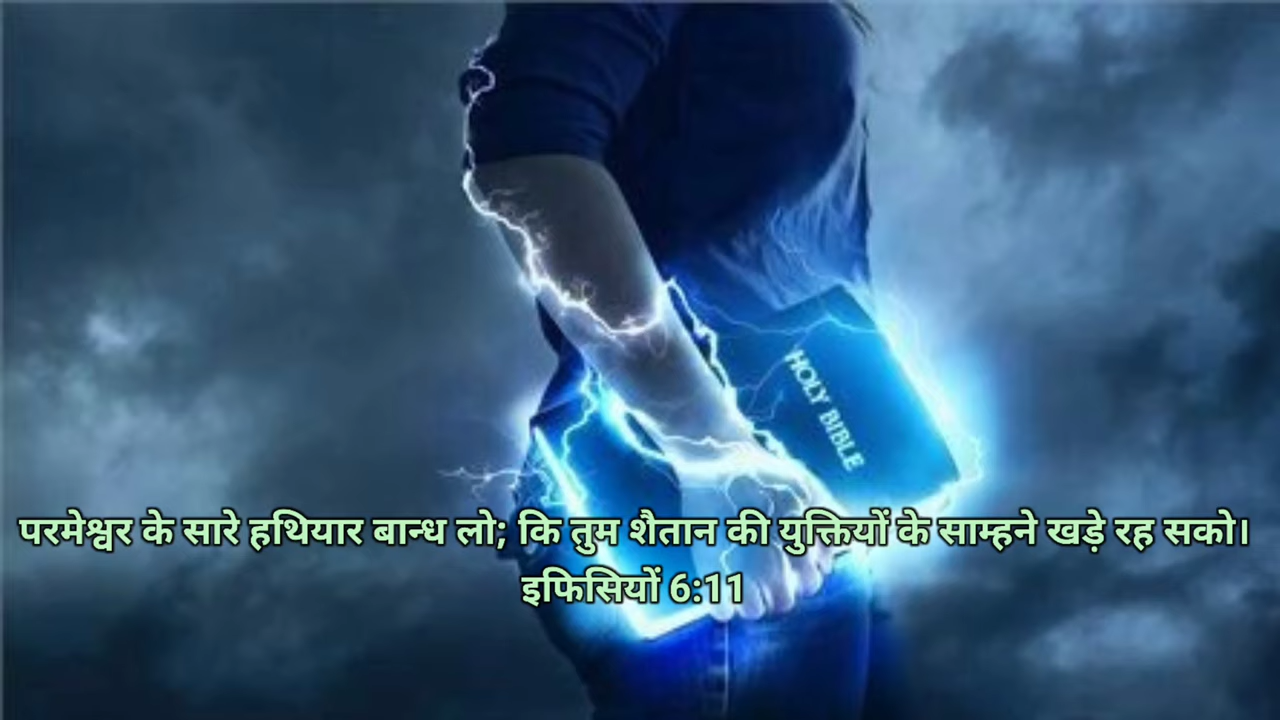 HOLY BIBLE
परमेश्वर के सारे हथियार बान्ध लो; कि तुम शैतान की युक्तियों के साम्हने खड़े रह सको।
इफिसियों 6:11